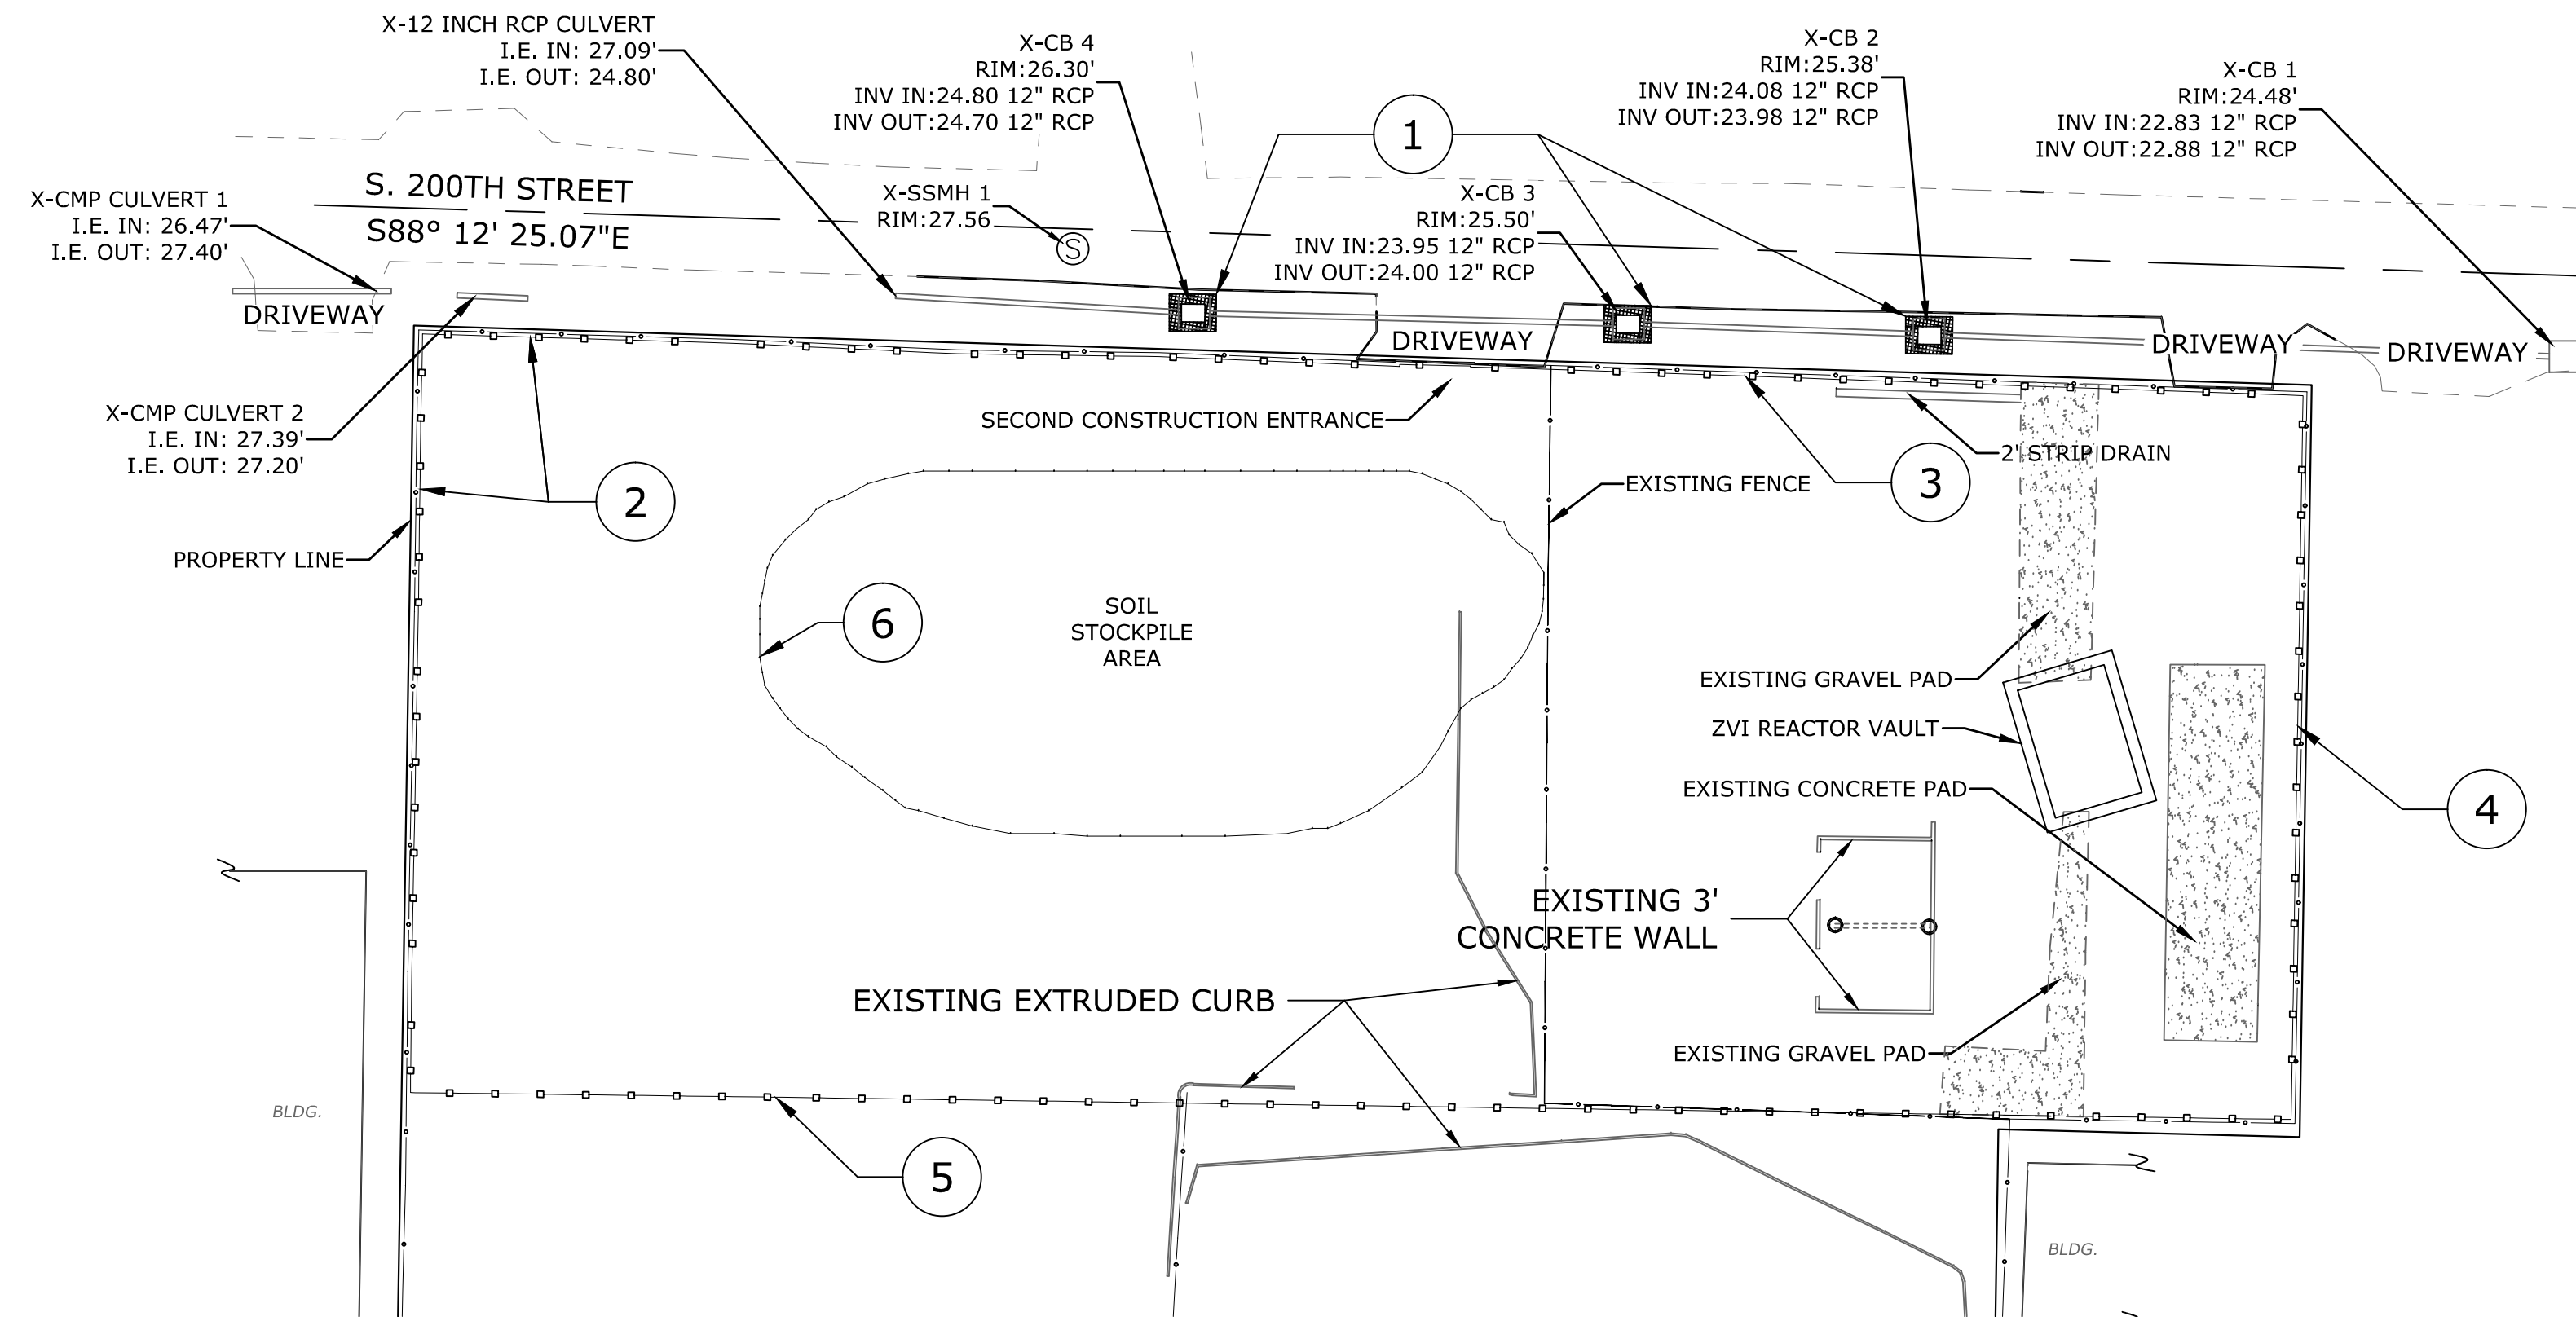 X-12 INCH RCP CULVERT
I.E. IN: 27.09'
I.E. OUT: 24.80'
X-CB 4
RIM:26.30'
INV IN:24.80 12" RCP
INV OUT:24.70 12" RCP
1
X-CB 2
RIM:25.38'
INV IN:24.08 12" RCP
INV OUT:23.98 12" RCP
X-CB 1
RIM:24.48'
INV IN:22.83 12" RCP
INV OUT:22.88 12" RCP
X-CMP CULVERT 1
I.E. IN: 26.47'
I.E. OUT: 27.40'
S. 200TH STREET
S88° 12' 25.07"E
X-SSMH 1
RIM:27.56
S
X-CB 3
RIM:25.50'
INV IN:23.95 12" RCP
INV OUT:24.00 12" RCP
DRIVEWAY
DRIVEWAY
DRIVEWAY
DRIVEWAY
X-CMP CULVERT 2
I.E. IN: 27.39'
I.E. OUT: 27.20'
SECOND CONSTRUCTION ENTRANCE
2' STRIP DRAIN
2
EXISTING FENCE
3
PROPERTY LINE
6
SOIL
STOCKPILE
AREA
EXISTING GRAVEL PAD
ZVI REACTOR VAULT
EXISTING CONCRETE PAD
4
EXISTING 3'
CONCRETE WALL
EXISTING EXTRUDED CURB
EXISTING GRAVEL PAD
BLDG.
5
BLDG.